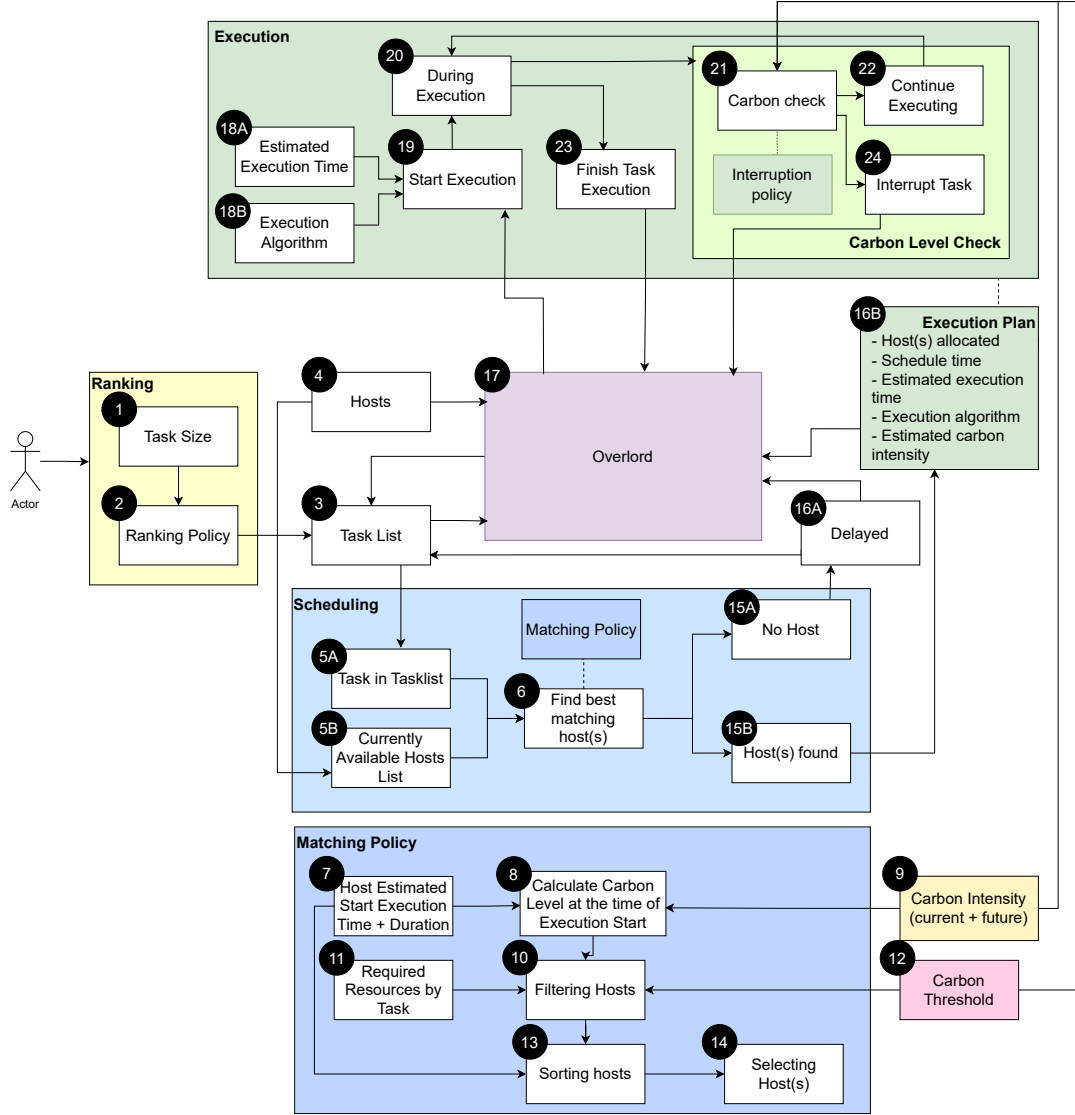 Execution
20
During
Execution
21
Carbon check
22
Continue
Executing
18A
Estimated
Execution Time
19
Start Execution
23
Finish Task
Execution
Interruption
policy
24
Interrupt Task
18B
Execution
Algorithm
Carbon Level Check
16B
Execution Plan
- Host(s) allocated
- Schedule time
- Estimated execution
time
- Execution algorithm
- Estimated carbon
intensity
Ranking
1
Task Size
2
Ranking Policy
Actor
4
Hosts
17
Overlord
3
Task List
16A
Delayed
Scheduling
Matching Policy
15A
No Host
5A
Task in Tasklist
6
Find best
matching
host(s)
5B
Currently
Available Hosts
List
15B
Host(s) found
Matching Policy
7
Host Estimated
Start Execution
Time + Duration
8
Calculate Carbon
Level at the time of
Execution Start
9
Carbon Intensity
(current + future)
11
Required
Resources by
Task
10
Filtering Hosts
12
Carbon
Threshold
13
Sorting hosts
14
Selecting
Host(s)